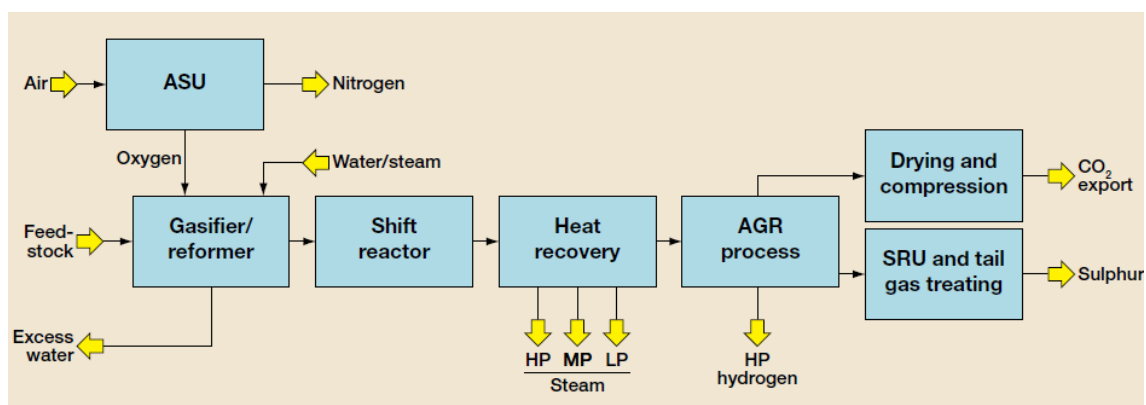 Air
ASU
Nitrogen
Oxygen
Water/steam
Feed-
stock
Gasifier/
reformer
Shift
reactor
Heat
recovery
AGR
process
Drying and
compression
CO₂
export
SRU and tail
gas treating
Sulphur
Excess
water
HP MP LP
Steam
HP
hydrogen